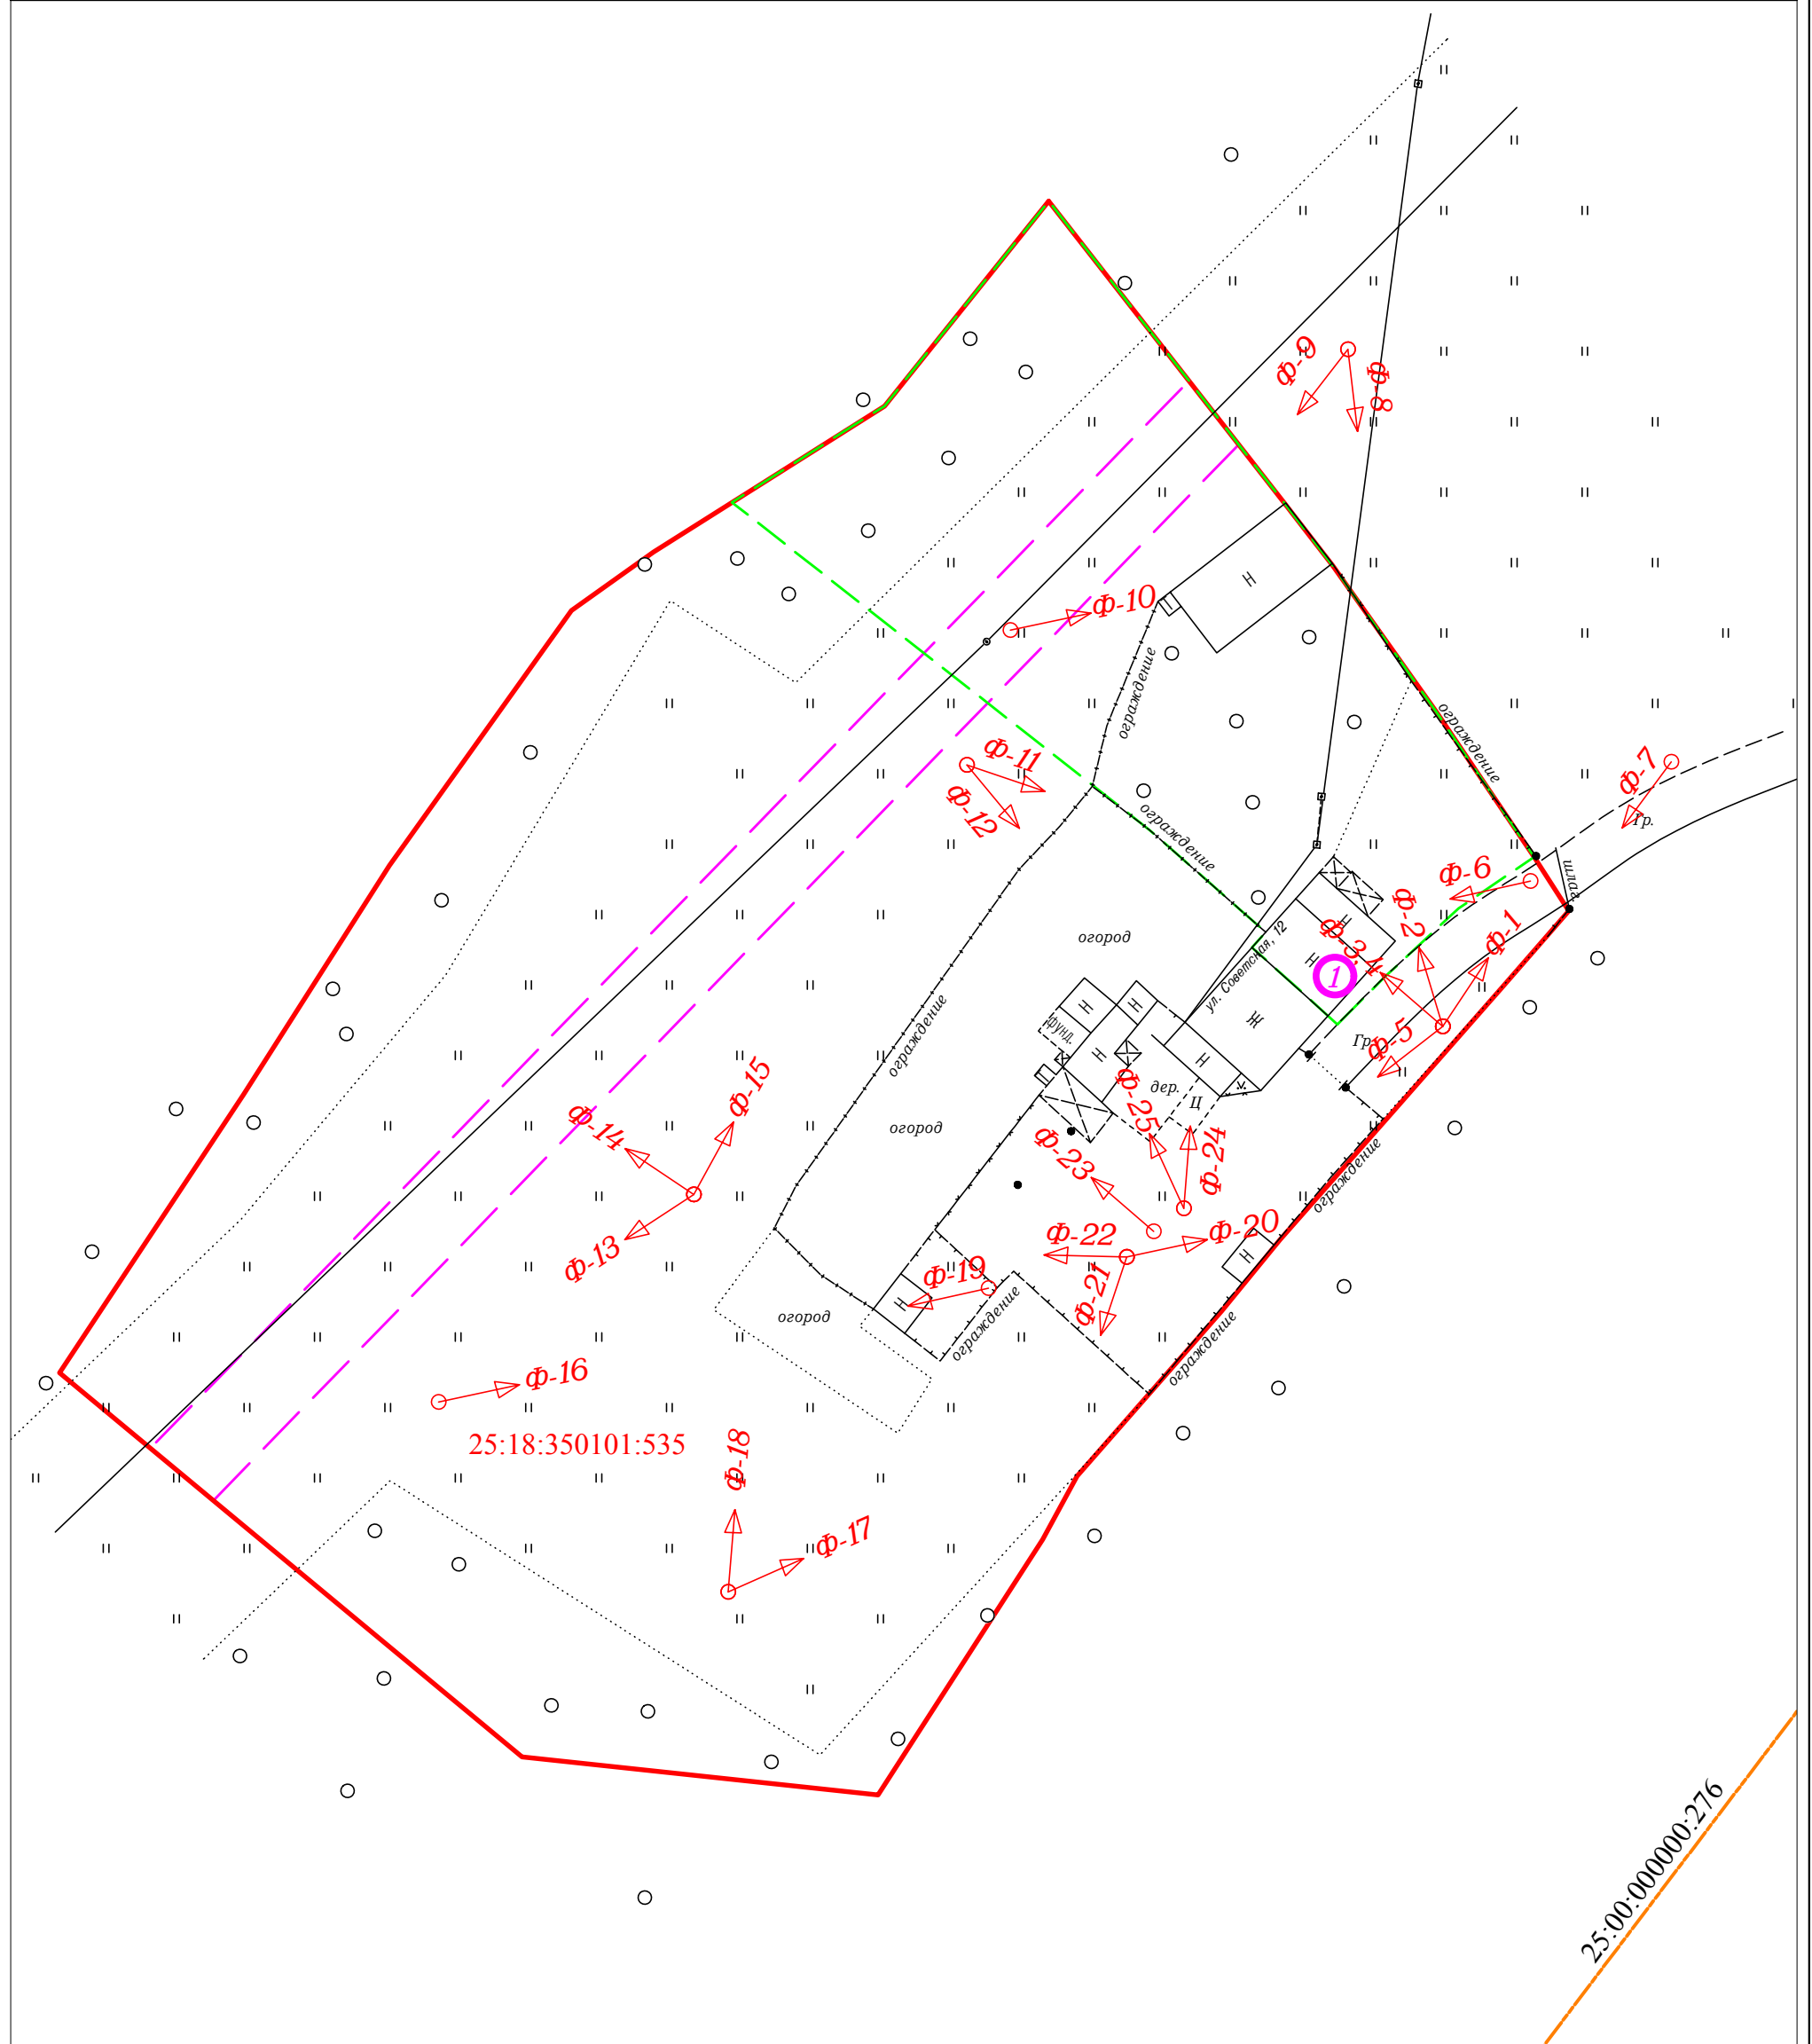 ф-9
ф-8
ф-10
Н
Г
ограждение
ограждение
ф-11
ф-12
ф-7
Гр.
ограждение
ф-6
шлаг
ф-2
ф-1
ф-3,4
Н
Н
1
огород
ул. Советская, 12
Ж
Н
Н
фунд.
Н
К
Г
Н
Гр.
ф-5
ограждение
дер.
Ц
к
ф-25
ф-24
ф-23
ф-15
ф-14
ф-13
огород
ограждение
ф-22
ф-20
ф-21
Н
ф-19
Н
огород
ограждение
ограждение
ф-16
25:18:350101:535
ф-18
ф-17
25:00:000000:276